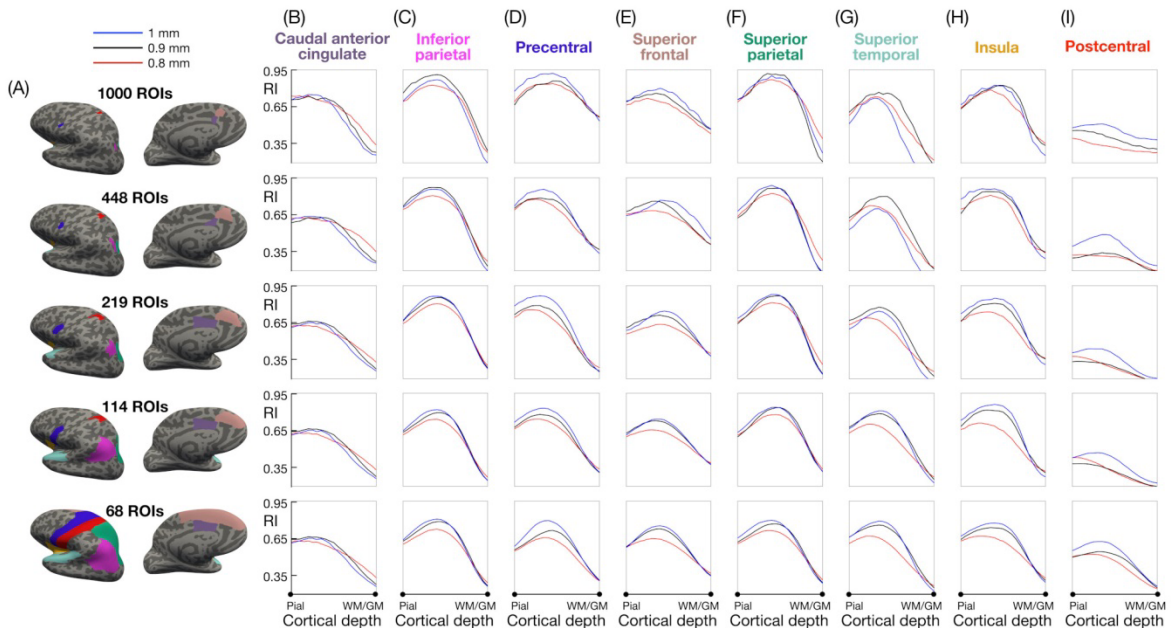 (B) (C) (D) (E) (F) (G) (H) (I)
1 mm
0.9 mm
0.8 mm
Caudal anterior cingulate
Inferior parietal
Precentral
Superior frontal
Superior parietal
Superior temporal
Insula
Postcentral
(A)
1000 ROIs
0.95
RI
0.65
0.35
448 ROIs
0.95
RI
0.65
0.35
219 ROIs
0.95
RI
0.65
0.35
114 ROIs
0.95
RI
0.65
0.35
68 ROIs
0.95
RI
0.65
0.35
Pial WM/GM Pial WM/GM Pial WM/GM Pial WM/GM Pial WM/GM Pial WM/GM Pial WM/GM Pial WM/GM
Cortical depth Cortical depth Cortical depth Cortical depth Cortical depth Cortical depth Cortical depth Cortical depth